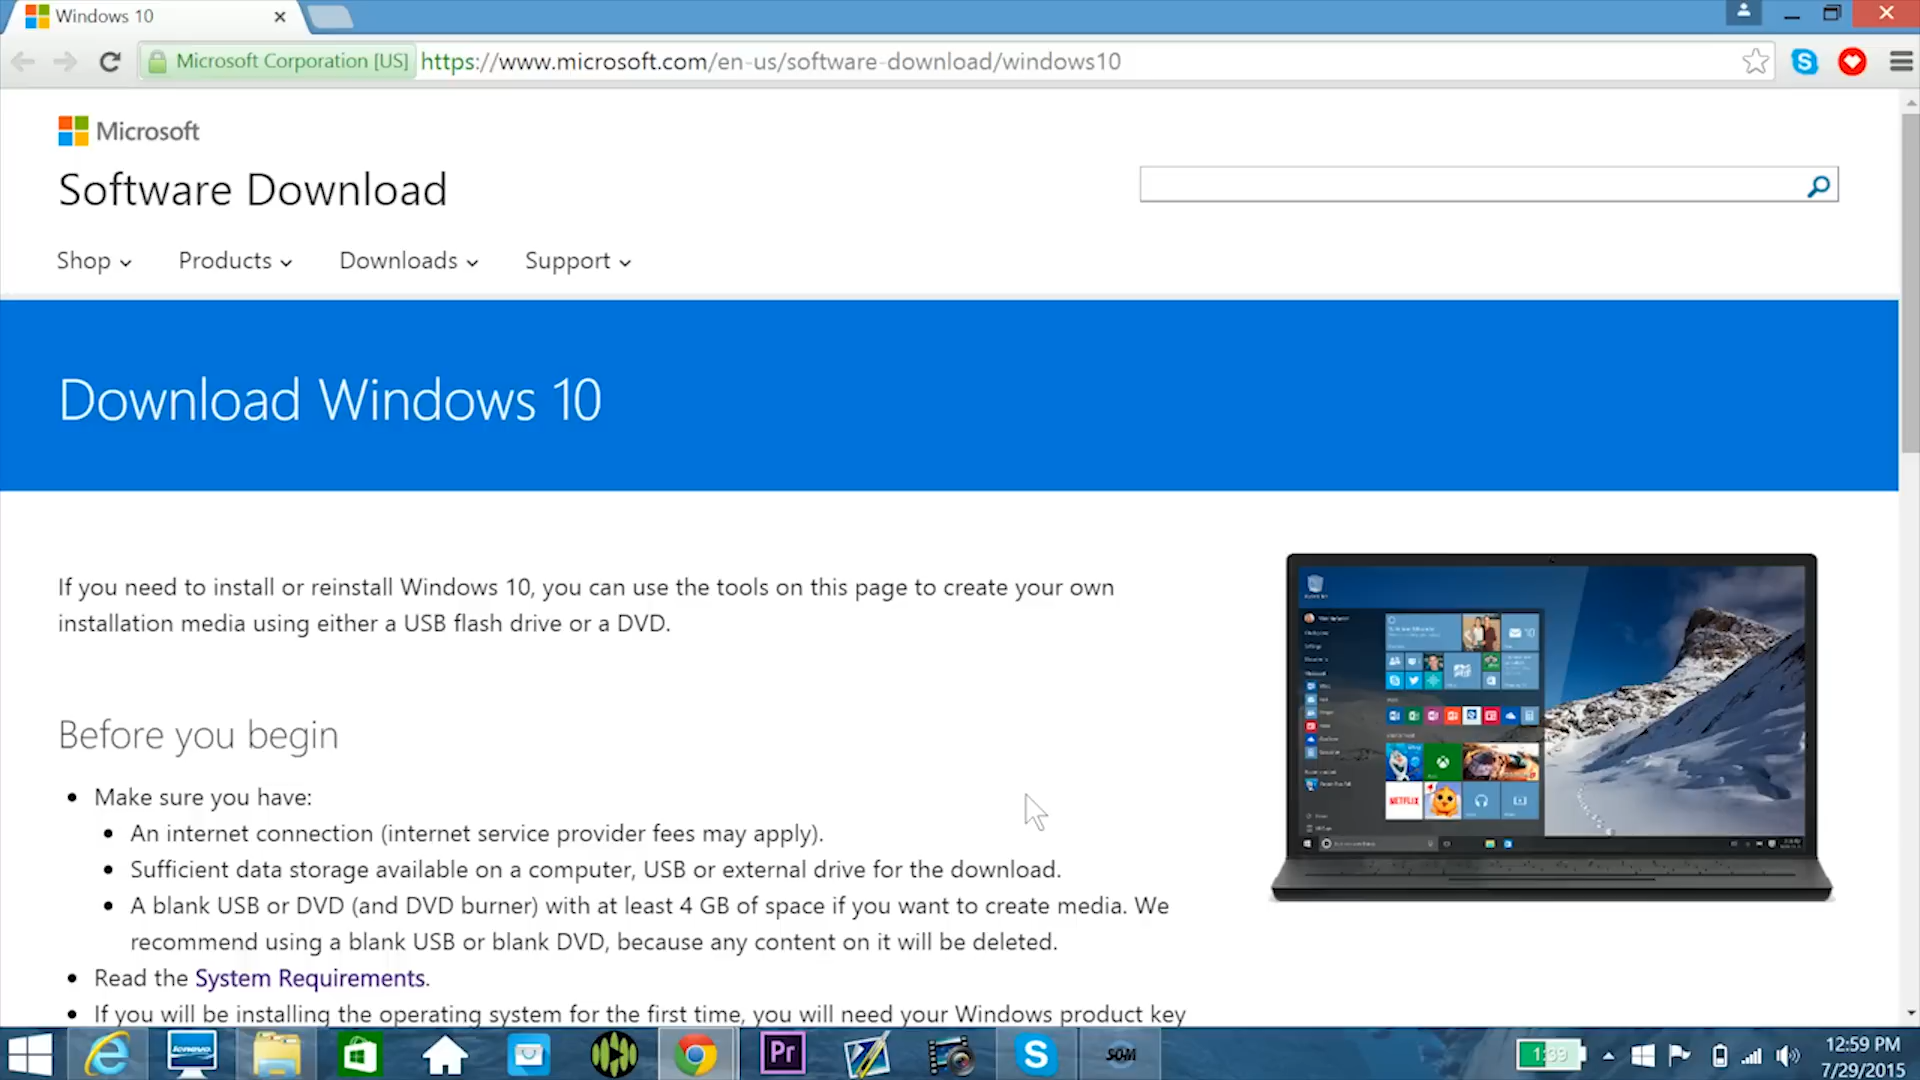 Windows 10
Microsoft Corporation [US] https://www.microsoft.com/en-us/software-download/windows10
Microsoft
Software Download
Shop Products Downloads Support
Download Windows 10
If you need to install or reinstall Windows 10, you can use the tools on this page to create your own
installation media using either a USB flash drive or a DVD.
Before you begin
Make sure you have:
An internet connection (internet service provider fees may apply).
Sufficient data storage available on a computer, USB or external drive for the download.
A blank USB or DVD (and DVD burner) with at least 4 GB of space if you want to create media. We
recommend using a blank USB or blank DVD, because any content on it will be deleted.
Read the System Requirements.
If you will be installing the operating system for the first time, you will need your Windows product key
NETFLIX
lenovo
Pr
SOM
1:39
12:59 PM
7/29/2015